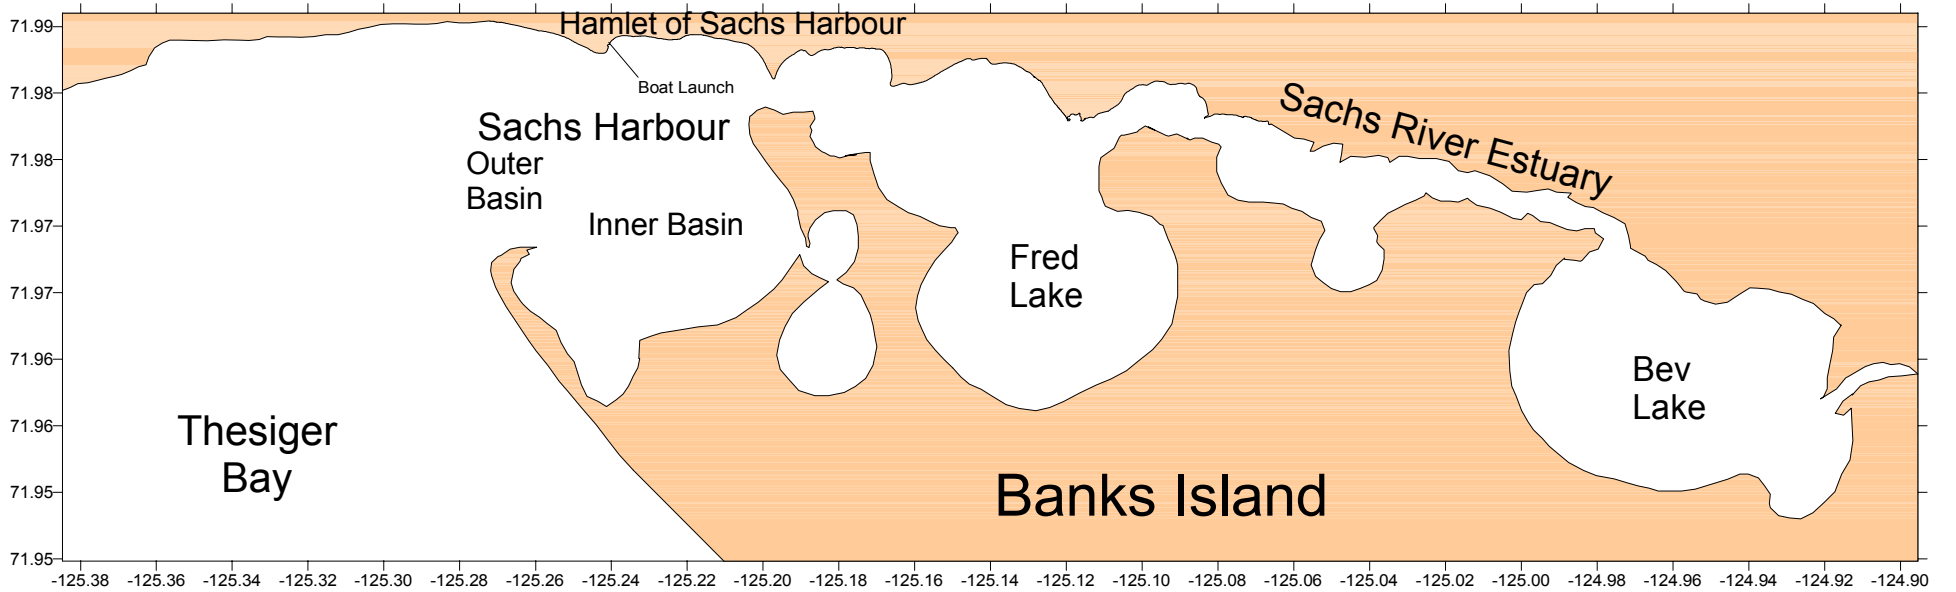 Hamlet of Sachs Harbour
71.99
Boat Launch
71.98
Sachs Harbour
Sachs River Estuary
71.98
Outer
Basin
Inner Basin
71.97
Fred
Lake
71.97
71.96
Bev
Lake
71.96
Thesiger
Bay
Banks Island
71.95
71.95
-125.38 -125.36 -125.34 -125.32 -125.30 -125.28 -125.26 -125.24 -125.22 -125.20 -125.18 -125.16 -125.14 -125.12 -125.10 -125.08 -125.06 -125.04 -125.02 -125.00 -124.98 -124.96 -124.94 -124.92 -124.90